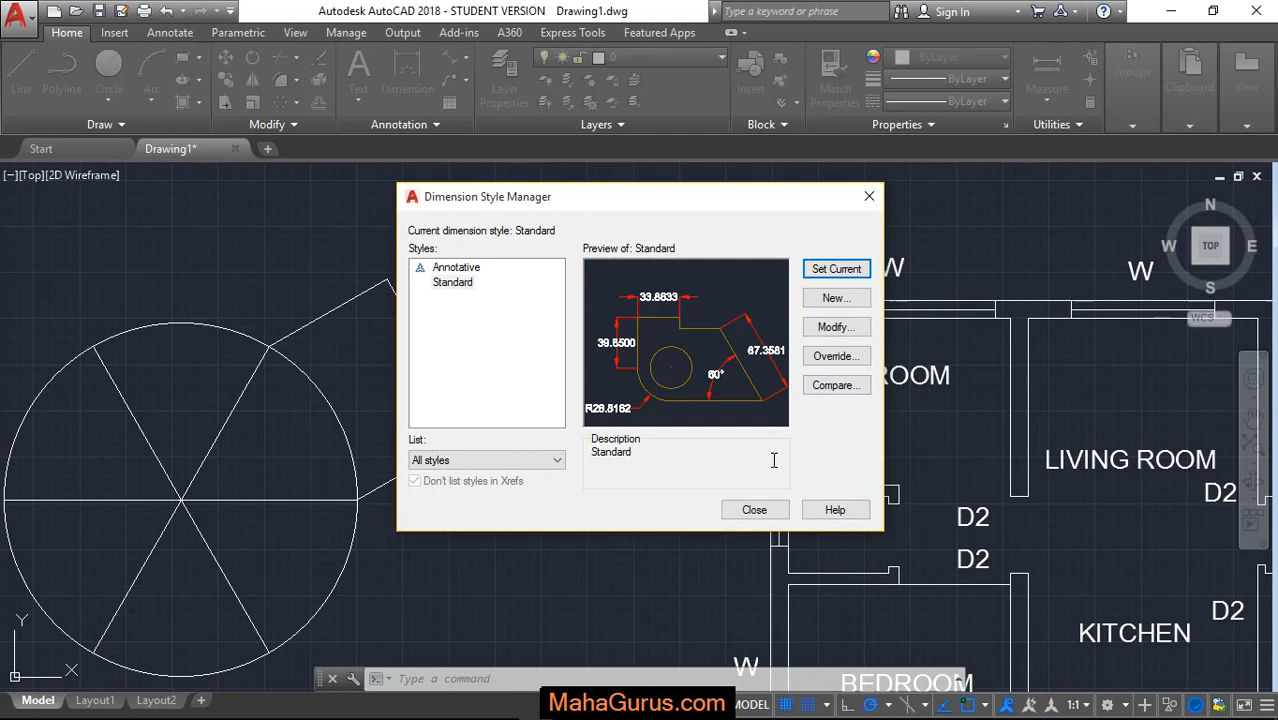 Autodesk AutoCAD 2018 - STUDENT VERSION Drawing1.dwg
Type a keyword or phrase
Sign In
Home Insert Annotate Parametric View Manage Output Add-ins A360 Express Tools Featured Apps
Line Polyline Circle Arc
Text Dimension
Layer Properties
0
Insert
Match Properties
ByLayer
ByLayer
ByLayer
Measure
Groups
Clipboard
View
Draw Modify Annotation Layers Block Properties Utilities
Start Drawing1*
[−][Top][2D Wireframe]
N
W TOP E
S
WCS
Dimension Style Manager
Current dimension style: Standard
Styles:
Annotative
Standard
Preview of: Standard
33.6633
39.6500
67.3581
60°
R26.8162
Set Current
New...
Modify...
Override...
Compare...
List:
All styles
Don't list styles in Xrefs
Description
Standard
Close
Help
W
W
ROOM
LIVING ROOM
D2
D2
D2
D2
KITCHEN
W
BEDROOM
Y
X
Type a command
Model Layout1 Layout2
MahaGurus.com
MODEL
1:1